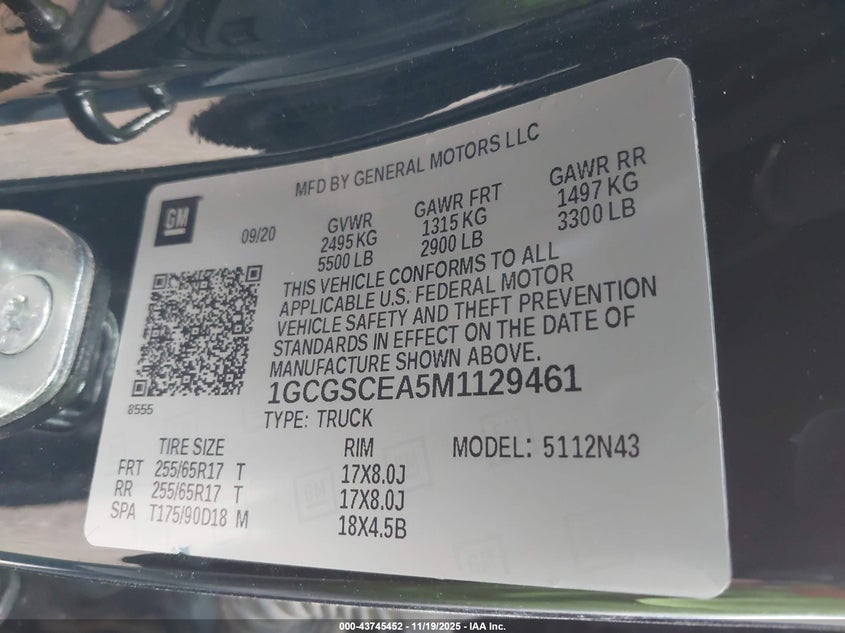 MFD BY GENERAL MOTORS LLC
GM
09/20
GVWR
2495 KG
5500 LB
GAWR FRT
1315 KG
2900 LB
GAWR RR
1497 KG
3300 LB
THIS VEHICLE CONFORMS TO ALL
APPLICABLE U.S. FEDERAL MOTOR
VEHICLE SAFETY AND THEFT PREVENTION
STANDARDS IN EFFECT ON THE DATE OF
MANUFACTURE SHOWN ABOVE.
8555
1GCGSCEA5M1129461
TYPE: TRUCK
TIRE SIZE RIM MODEL: 5112N43
FRT 255/65R17 T 17X8.0J
RR 255/65R17 T 17X8.0J
SPA T175/90D18 M 18X4.5B
000-43745452 - 11/19/2025 - IAA Inc.